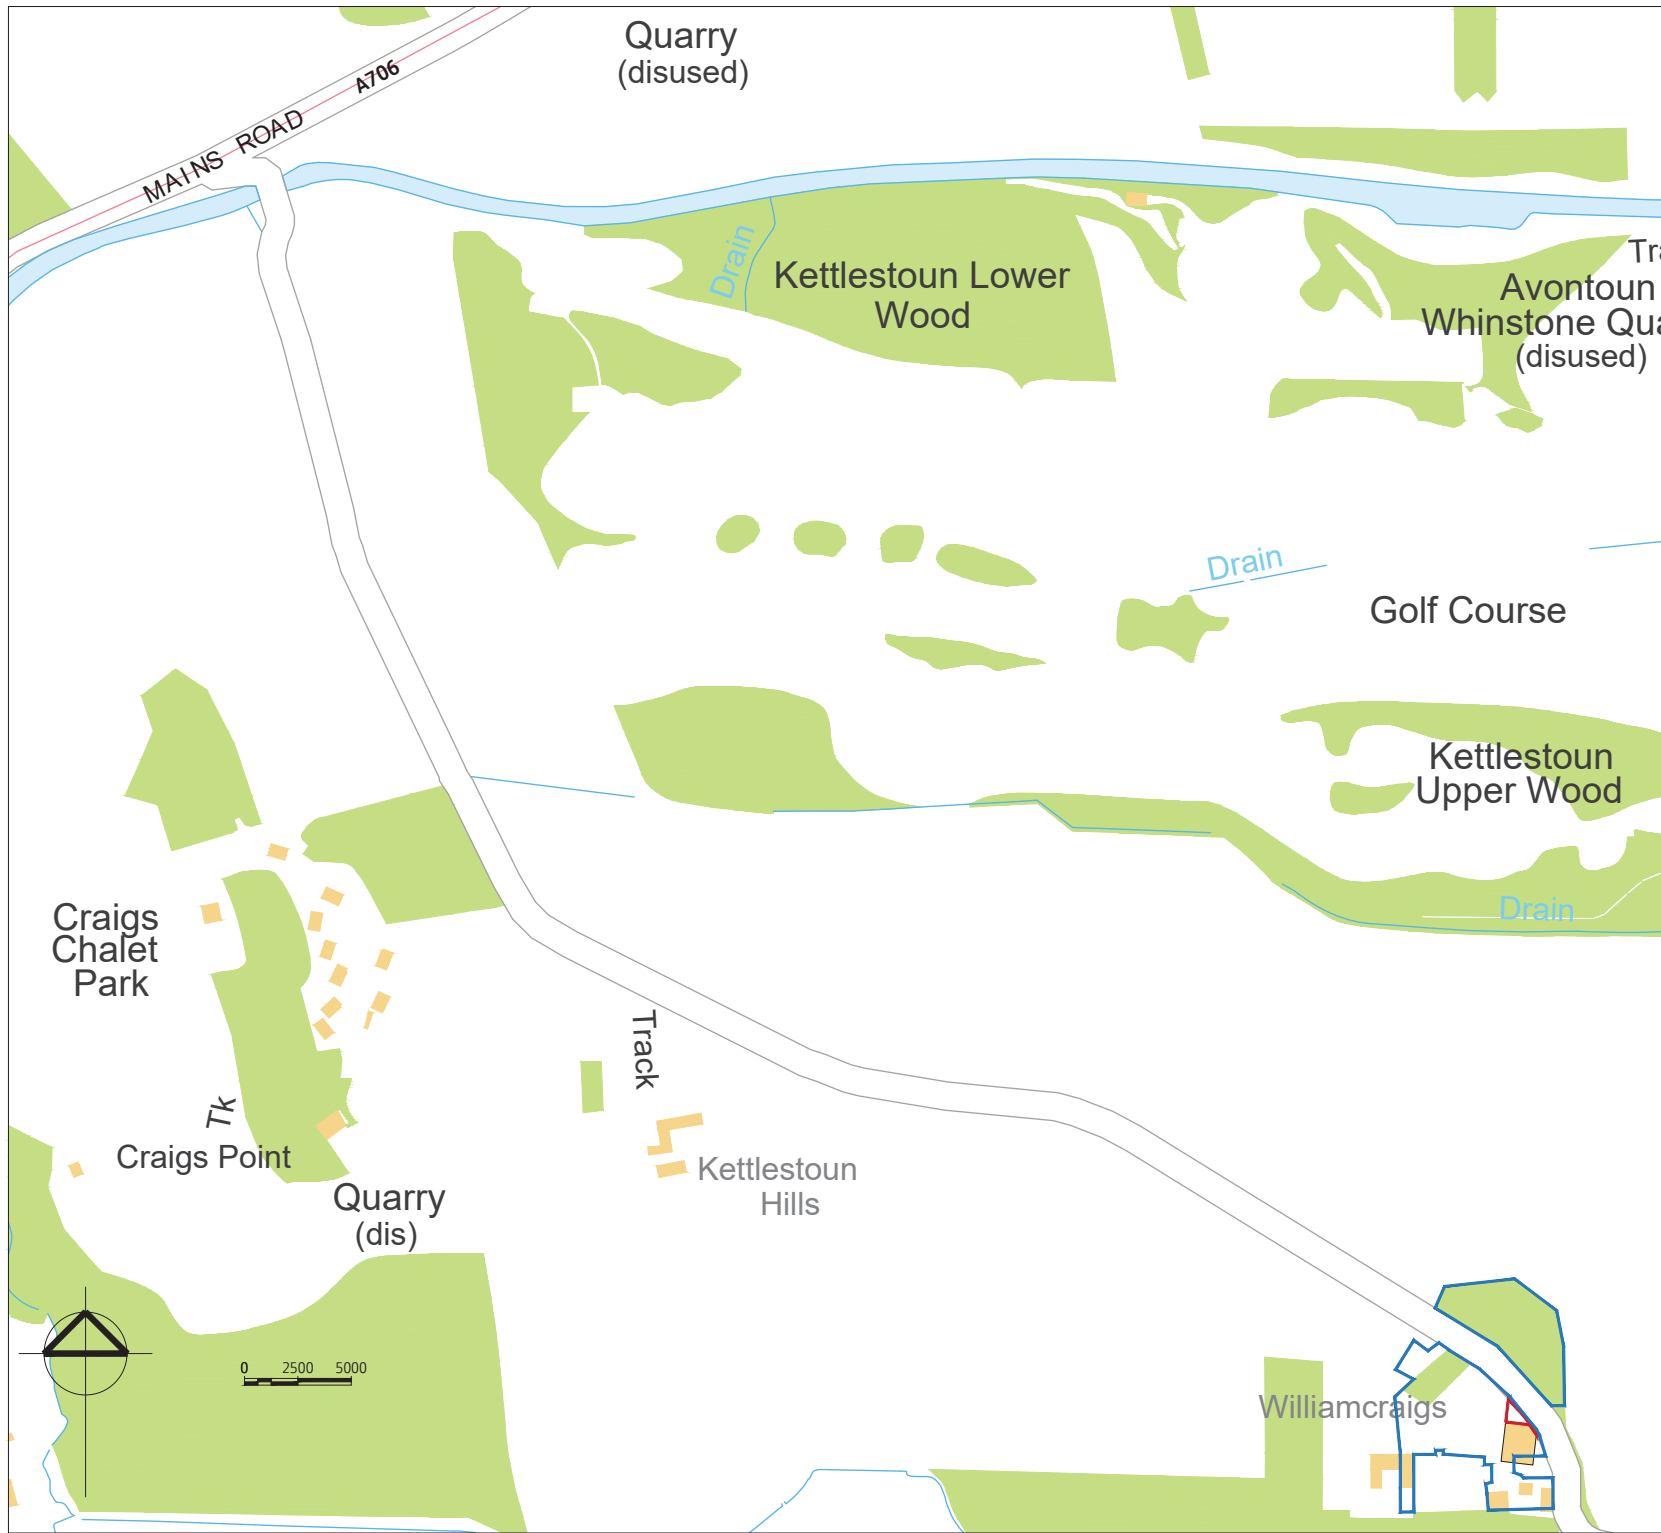 Quarry
(disused)
A706
MAINS ROAD
Drain
Kettlestoun Lower
Wood
Avontoun
Whinstone
(disused)
Drain
Golf Course
Kettlestoun
Upper Wood
Drain
Craigs
Chalet
Park
Track
Tk
Craigs Point
Kettlestoun
Hills
Quarry
(dis)
0 2500 5000
Williamcraigs